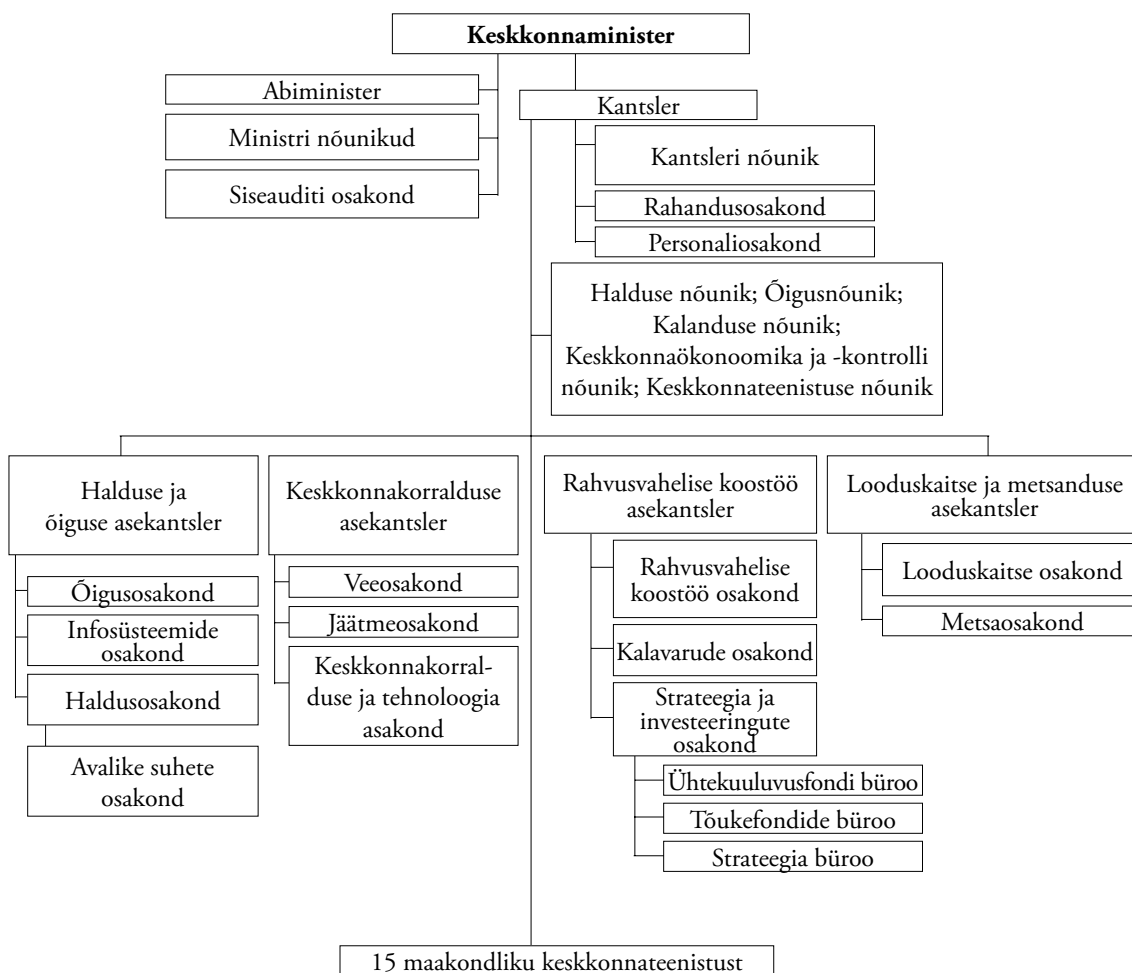 Keskkonnaminister
Abiminister
Ministri nõunikud
Siseauditi osakond
Kantsler
Kantsleri nõunik
Rahandusosakond
Personaliosakond
Halduse nõunik; Õigusnõunik;
Kalanduse nõunik;
Keskkonnaökonoomika ja -kontrolli
nõunik; Keskkonnateenistuse nõunik
Halduse ja
õiguse asekantsler
Õigusosakond
Infosüsteemide
osakond
Haldusosakond
Avalike suhete
osakond
Keskkonnakorralduse
asekantsler
Veeosakond
Jäätmeosakond
Keskkonnakorral-
duse ja tehnoloogia
asakond
Rahvusvahelise koostöö
asekantsler
Rahvusvahelise
koostöö osakond
Kalavarude osakond
Strateegia ja
investeeringute
osakond
Ühtekuuluvusfondi büroo
Tõukefondide büroo
Strateegia büroo
Looduskaitse ja metsanduse
asekantsler
Looduskaitse osakond
Metsaosakond
15 maakondliku keskkonnateenistust